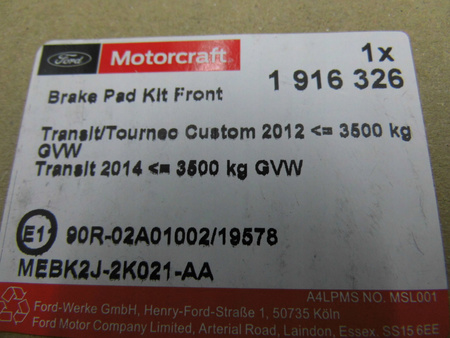 Ford Motorcraft 1x
1 916 326
Brake Pad Kit Front
Transit/Tourneo Custom 2012 <= 3500 kg
GVW
Transit 2014 <= 3500 kg GVW
E11 90R-02A01002/19578
MEBK2J-2K021-AA
A4LPMS NO. MSL001
Ford-Werke GmbH, Henry-Ford-Straße 1, 50735 Köln
Ford Motor Company Limited, Arterial Road, Laindon, Essex. SS15 6EE